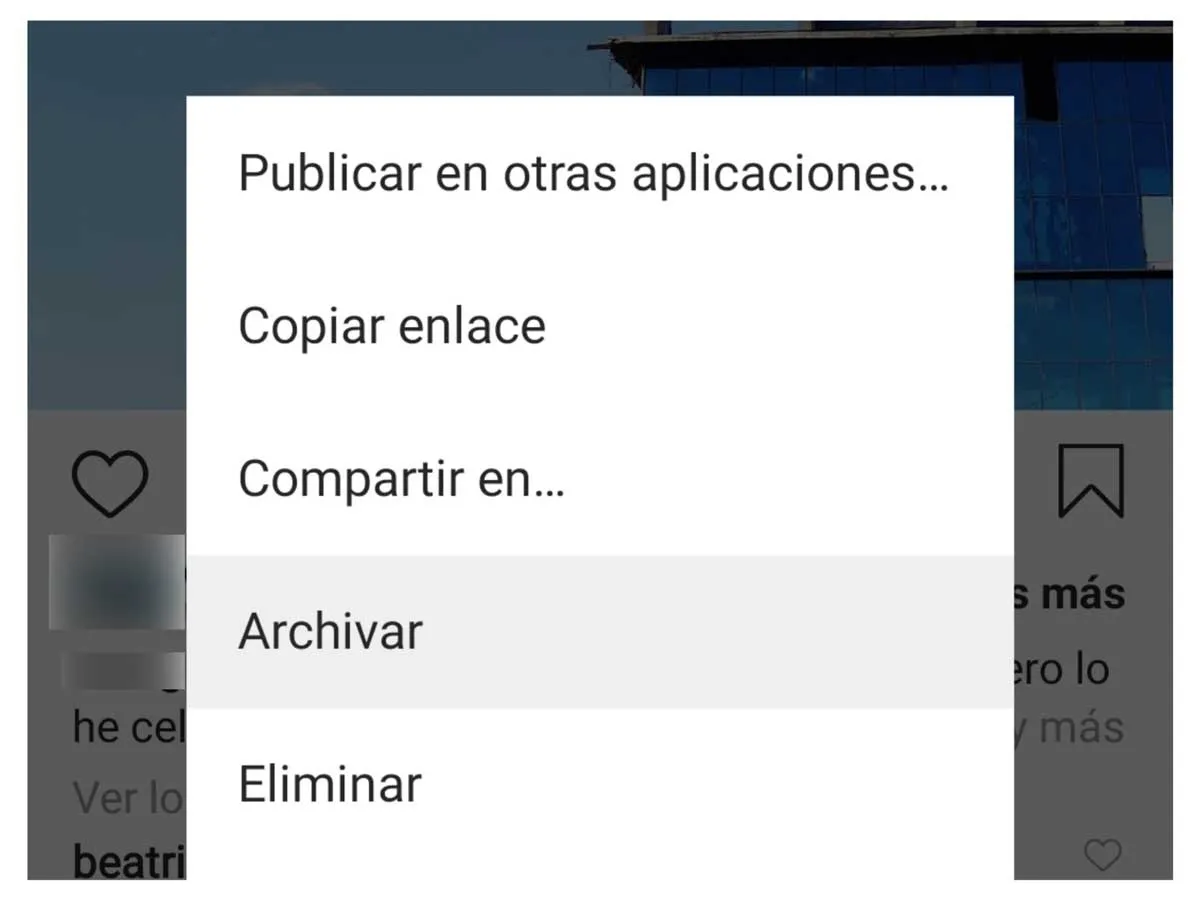 Publicar en otras aplicaciones...
Copiar enlace
Compartir en...
Archivar
s más
ero lo
he cel
y más
Eliminar
Ver lo
beatri